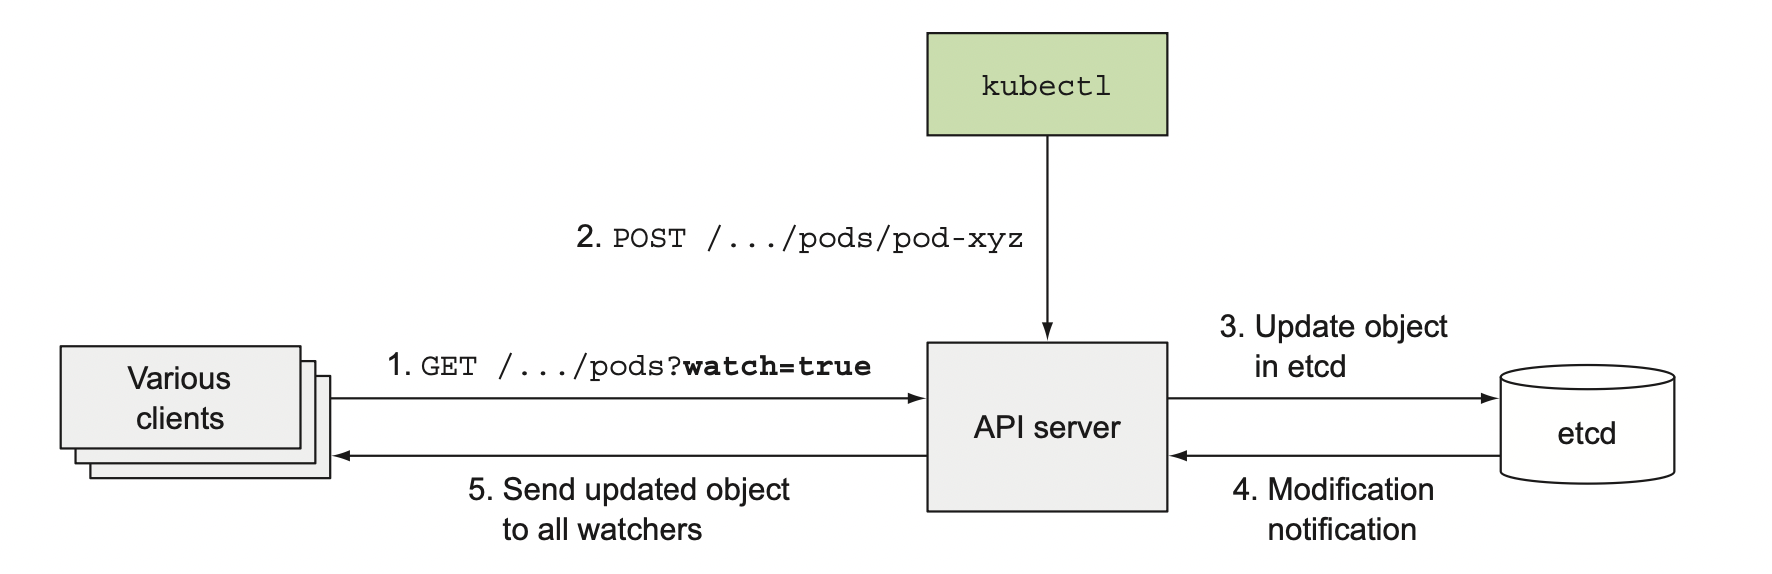 kubectl
2. POST /.../pods/pod-xyz
3. Update object
in etcd
1. GET /.../pods?watch=true
Various
clients
API server
etcd
5. Send updated object
to all watchers
4. Modification
notification